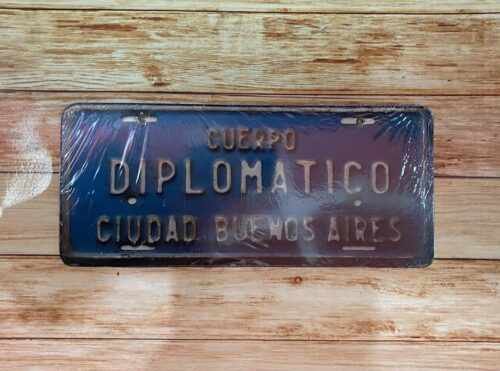 CUERPO
DIPLOMATICO
CIUDAD BUENOS AIRES